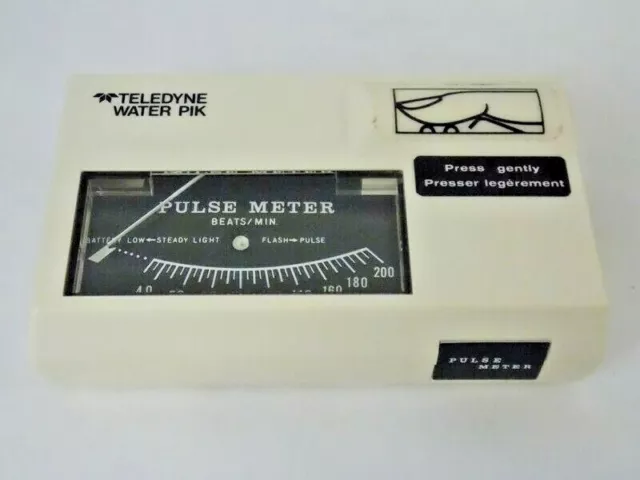 TELEDYNE
WATER PIK
Press gently
Presser legèrement
PULSE METER
BEATS/MIN.
BATTERY LOW←STEADY LIGHT FLASH→PULSE
40 160 180 200
PULSE
METER